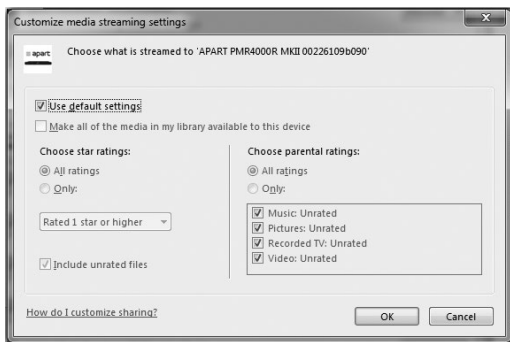 Customize media streaming settings
x
apart
Choose what is streamed to 'APART PMR4000R MKII 00226109b090'
Use default settings
Make all of the media in my library available to this device
Choose star ratings:
All ratings
Only:
Rated 1 star or higher
Include unrated files
Choose parental ratings:
All ratings
Only:
Music: Unrated
Pictures: Unrated
Recorded TV: Unrated
Video: Unrated
How do I customize sharing?
OK
Cancel